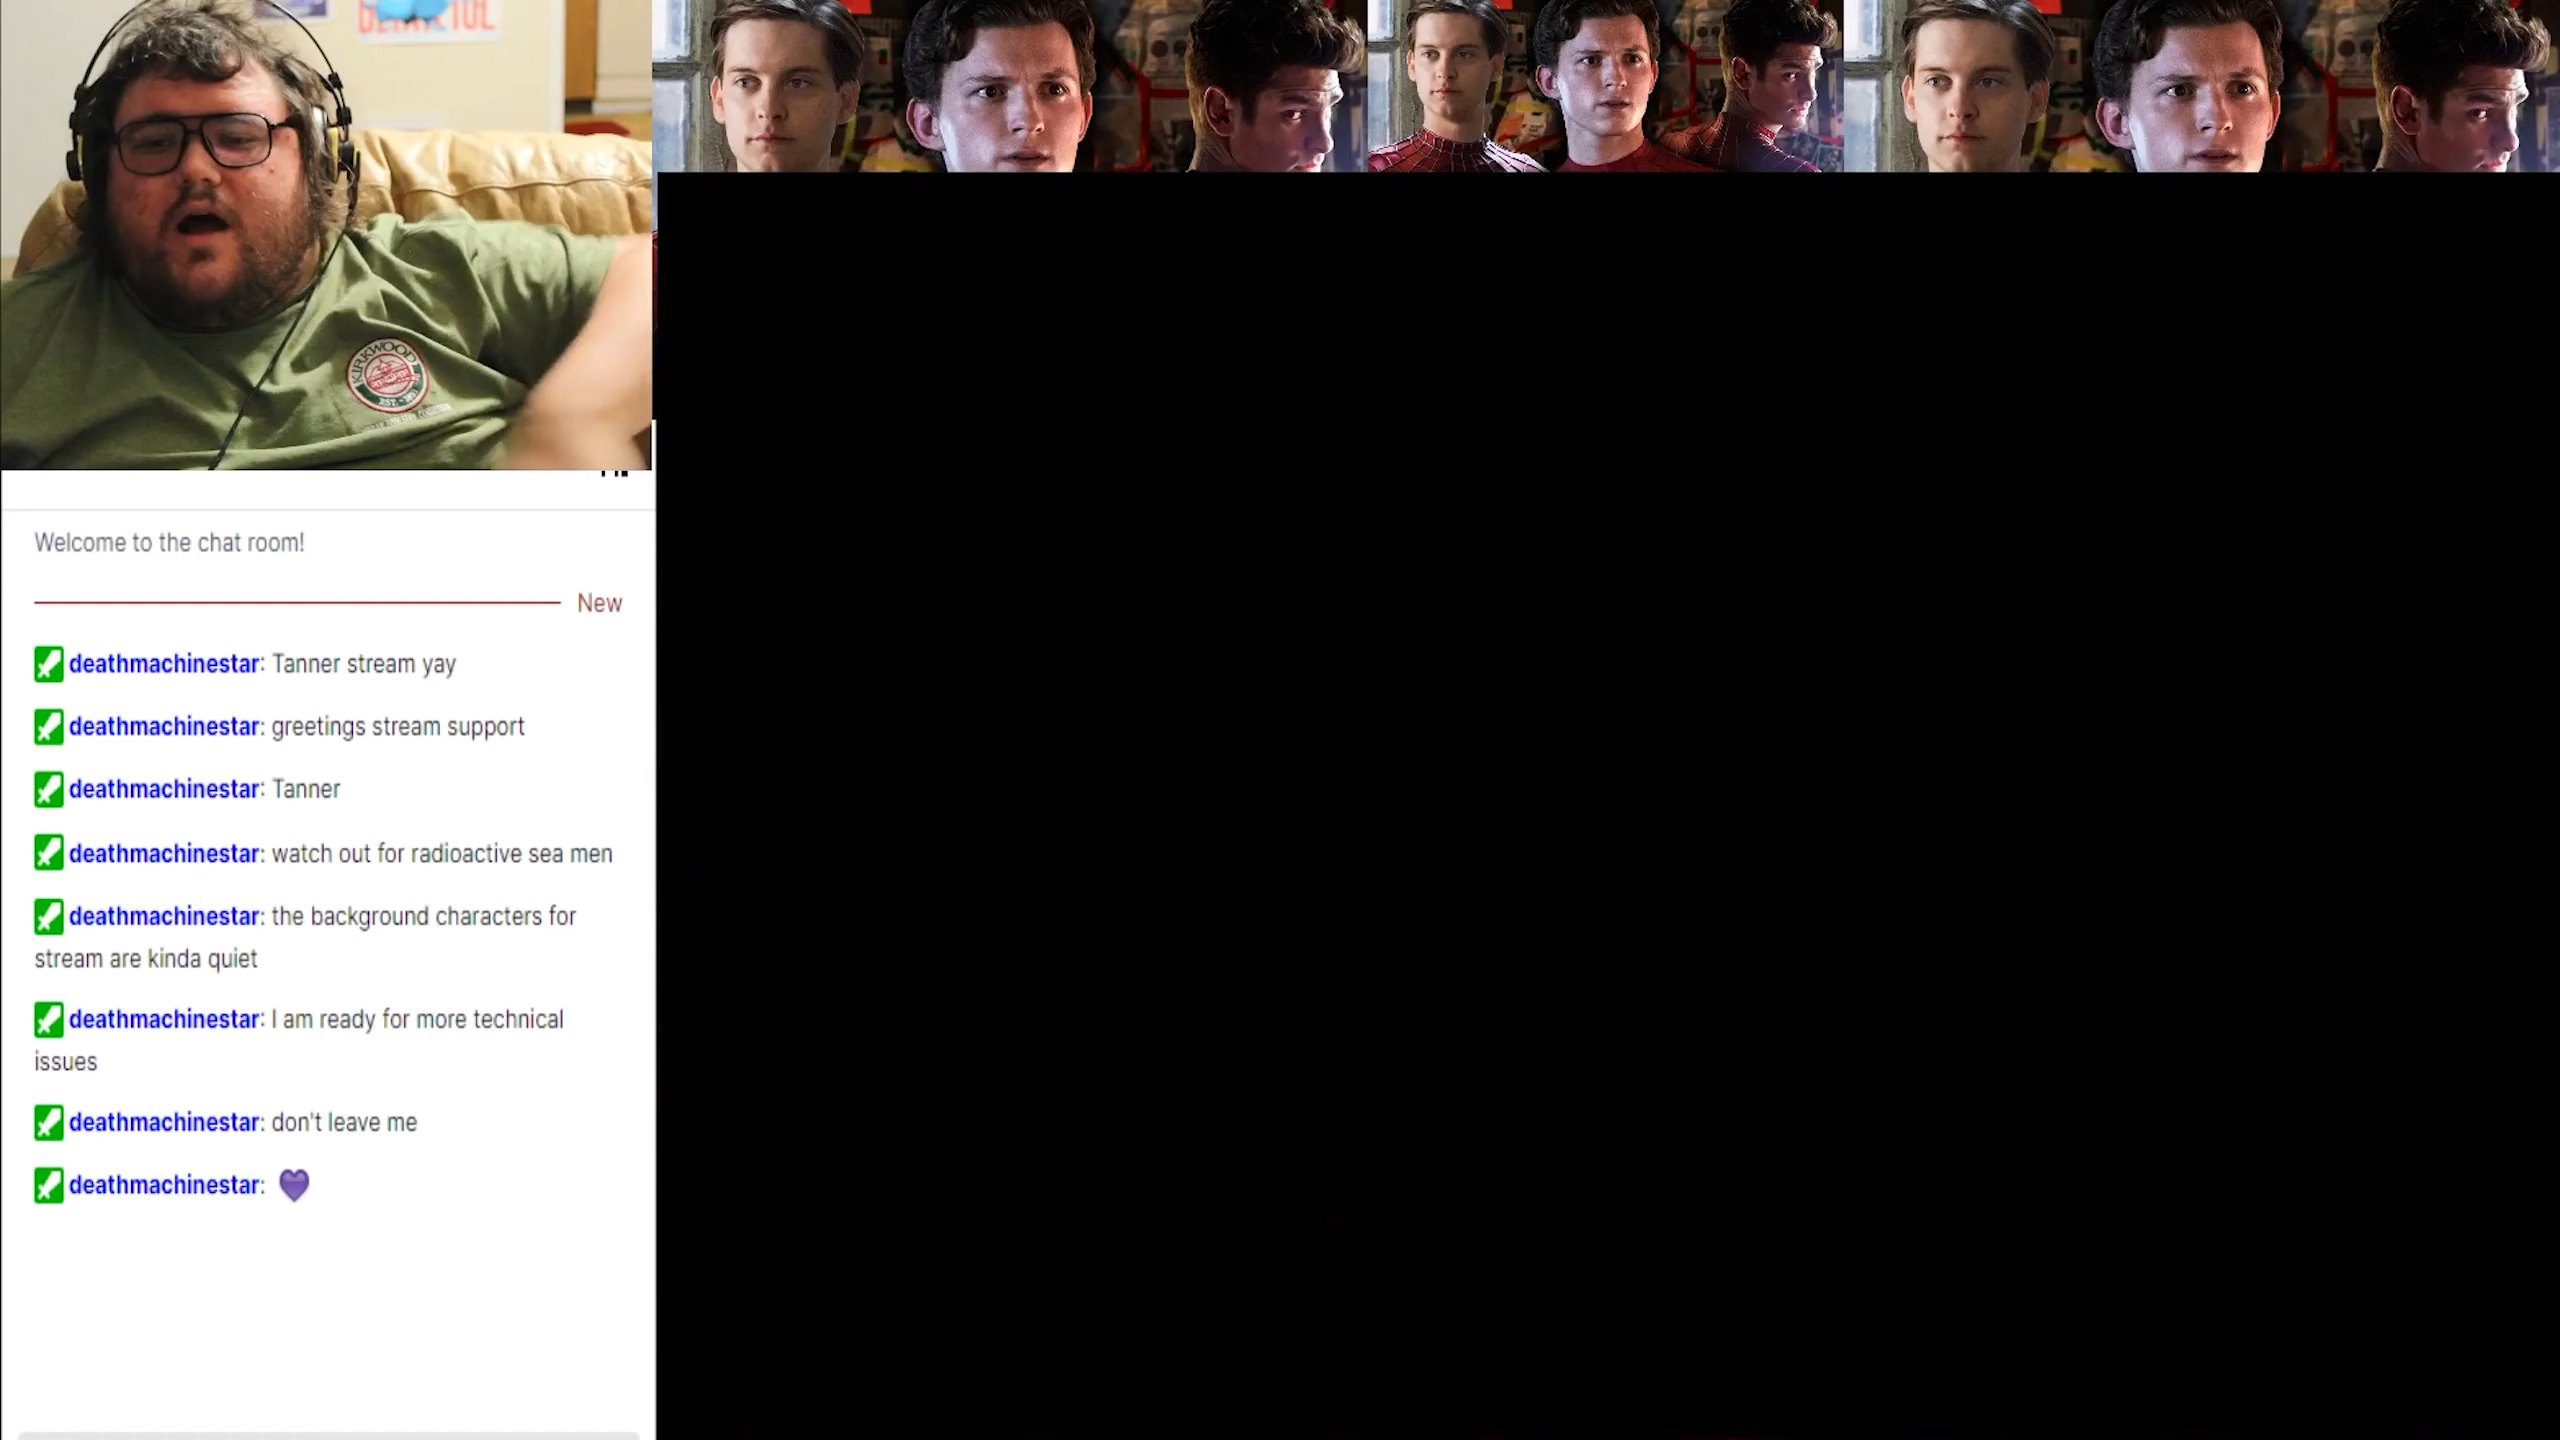 KIRKWOOD
EST.
Welcome to the chat room!
New
deathmachinestar: Tanner stream yay
deathmachinestar: greetings stream support
deathmachinestar: Tanner
deathmachinestar: watch out for radioactive sea men
deathmachinestar: the background characters for
stream are kinda quiet
deathmachinestar: I am ready for more technical
issues
deathmachinestar: don't leave me
deathmachinestar: 💜